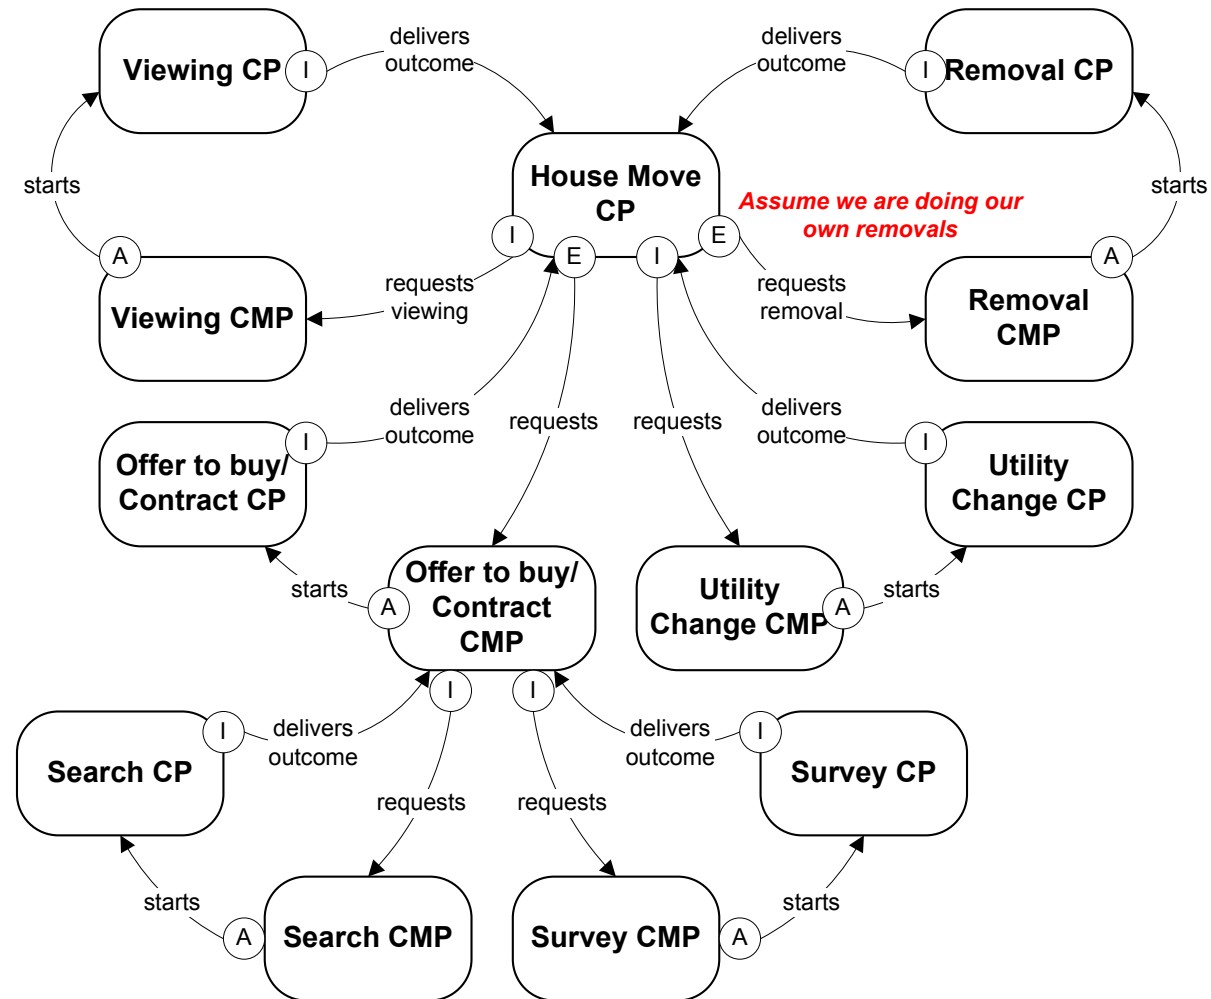 delivers
outcome
delivers
outcome
Viewing CP
I
I
Removal CP
House Move
CP
starts
starts
Assume we are doing our
own removals
I
E
I
E
A
A
requests
viewing
requests
removal
Viewing CMP
Removal
CMP
delivers
outcome
requests
requests
delivers
outcome
I
I
Offer to buy/
Contract CP
Utility
Change CP
Offer to buy/
Contract
CMP
starts
A
Utility
Change CMP
A
starts
I
I
I
delivers
outcome
delivers
outcome
I
Search CP
Survey CP
requests
requests
starts
starts
A
Search CMP
Survey CMP
A